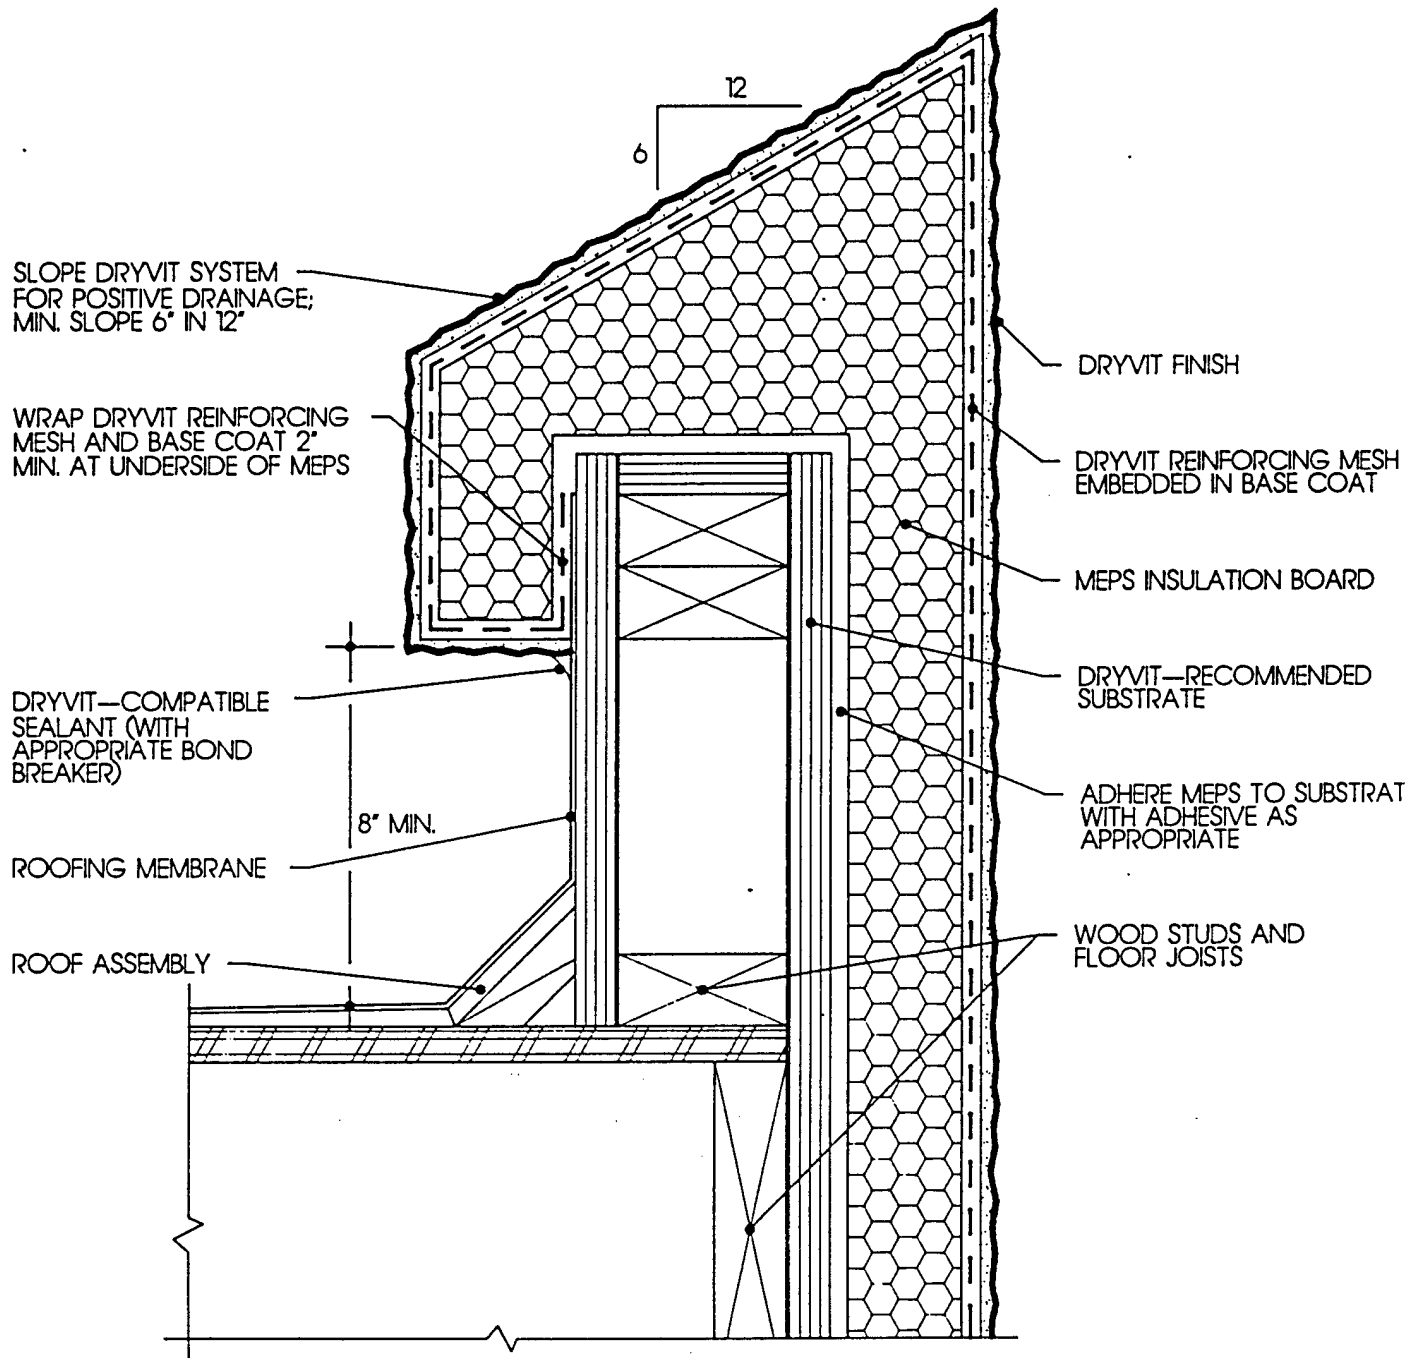 12
6
SLOPE DRYVIT SYSTEM
FOR POSITIVE DRAINAGE;
MIN. SLOPE 6" IN 12"
WRAP DRYVIT REINFORCING
MESH AND BASE COAT 2"
MIN. AT UNDERSIDE OF MEPS
DRYVIT—COMPATIBLE
SEALANT (WITH
APPROPRIATE BOND
BREAKER)
8" MIN.
ROOFING MEMBRANE
ROOF ASSEMBLY
DRYVIT FINISH
DRYVIT REINFORCING MESH
EMBEDDED IN BASE COAT
MEPS INSULATION BOARD
DRYVIT—RECOMMENDED
SUBSTRATE
ADHERE MEPS TO SUBSTRAT
WITH ADHESIVE AS
APPROPRIATE
WOOD STUDS AND
FLOOR JOISTS